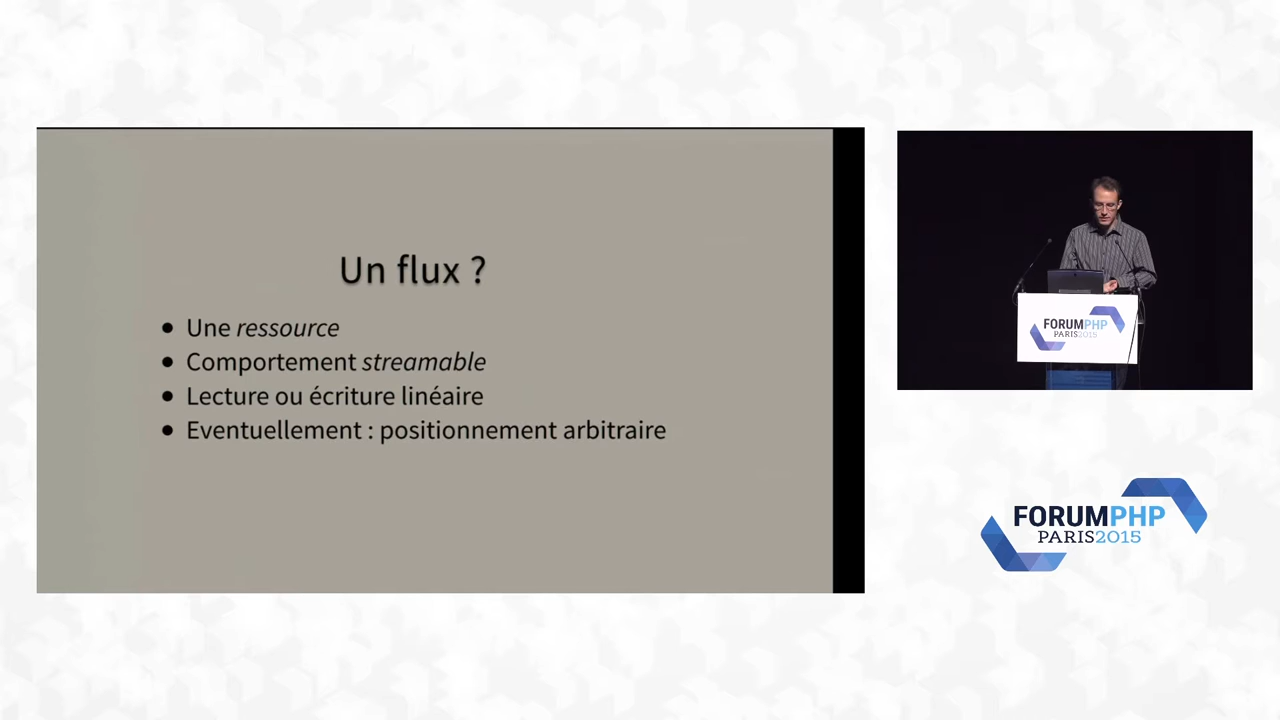 Un flux ?
Une ressource
Comportement streamable
Lecture ou écriture linéaire
Eventuellement : positionnement arbitraire
FORUMPHP
PARIS2015
FORUMPHP
PARIS2015